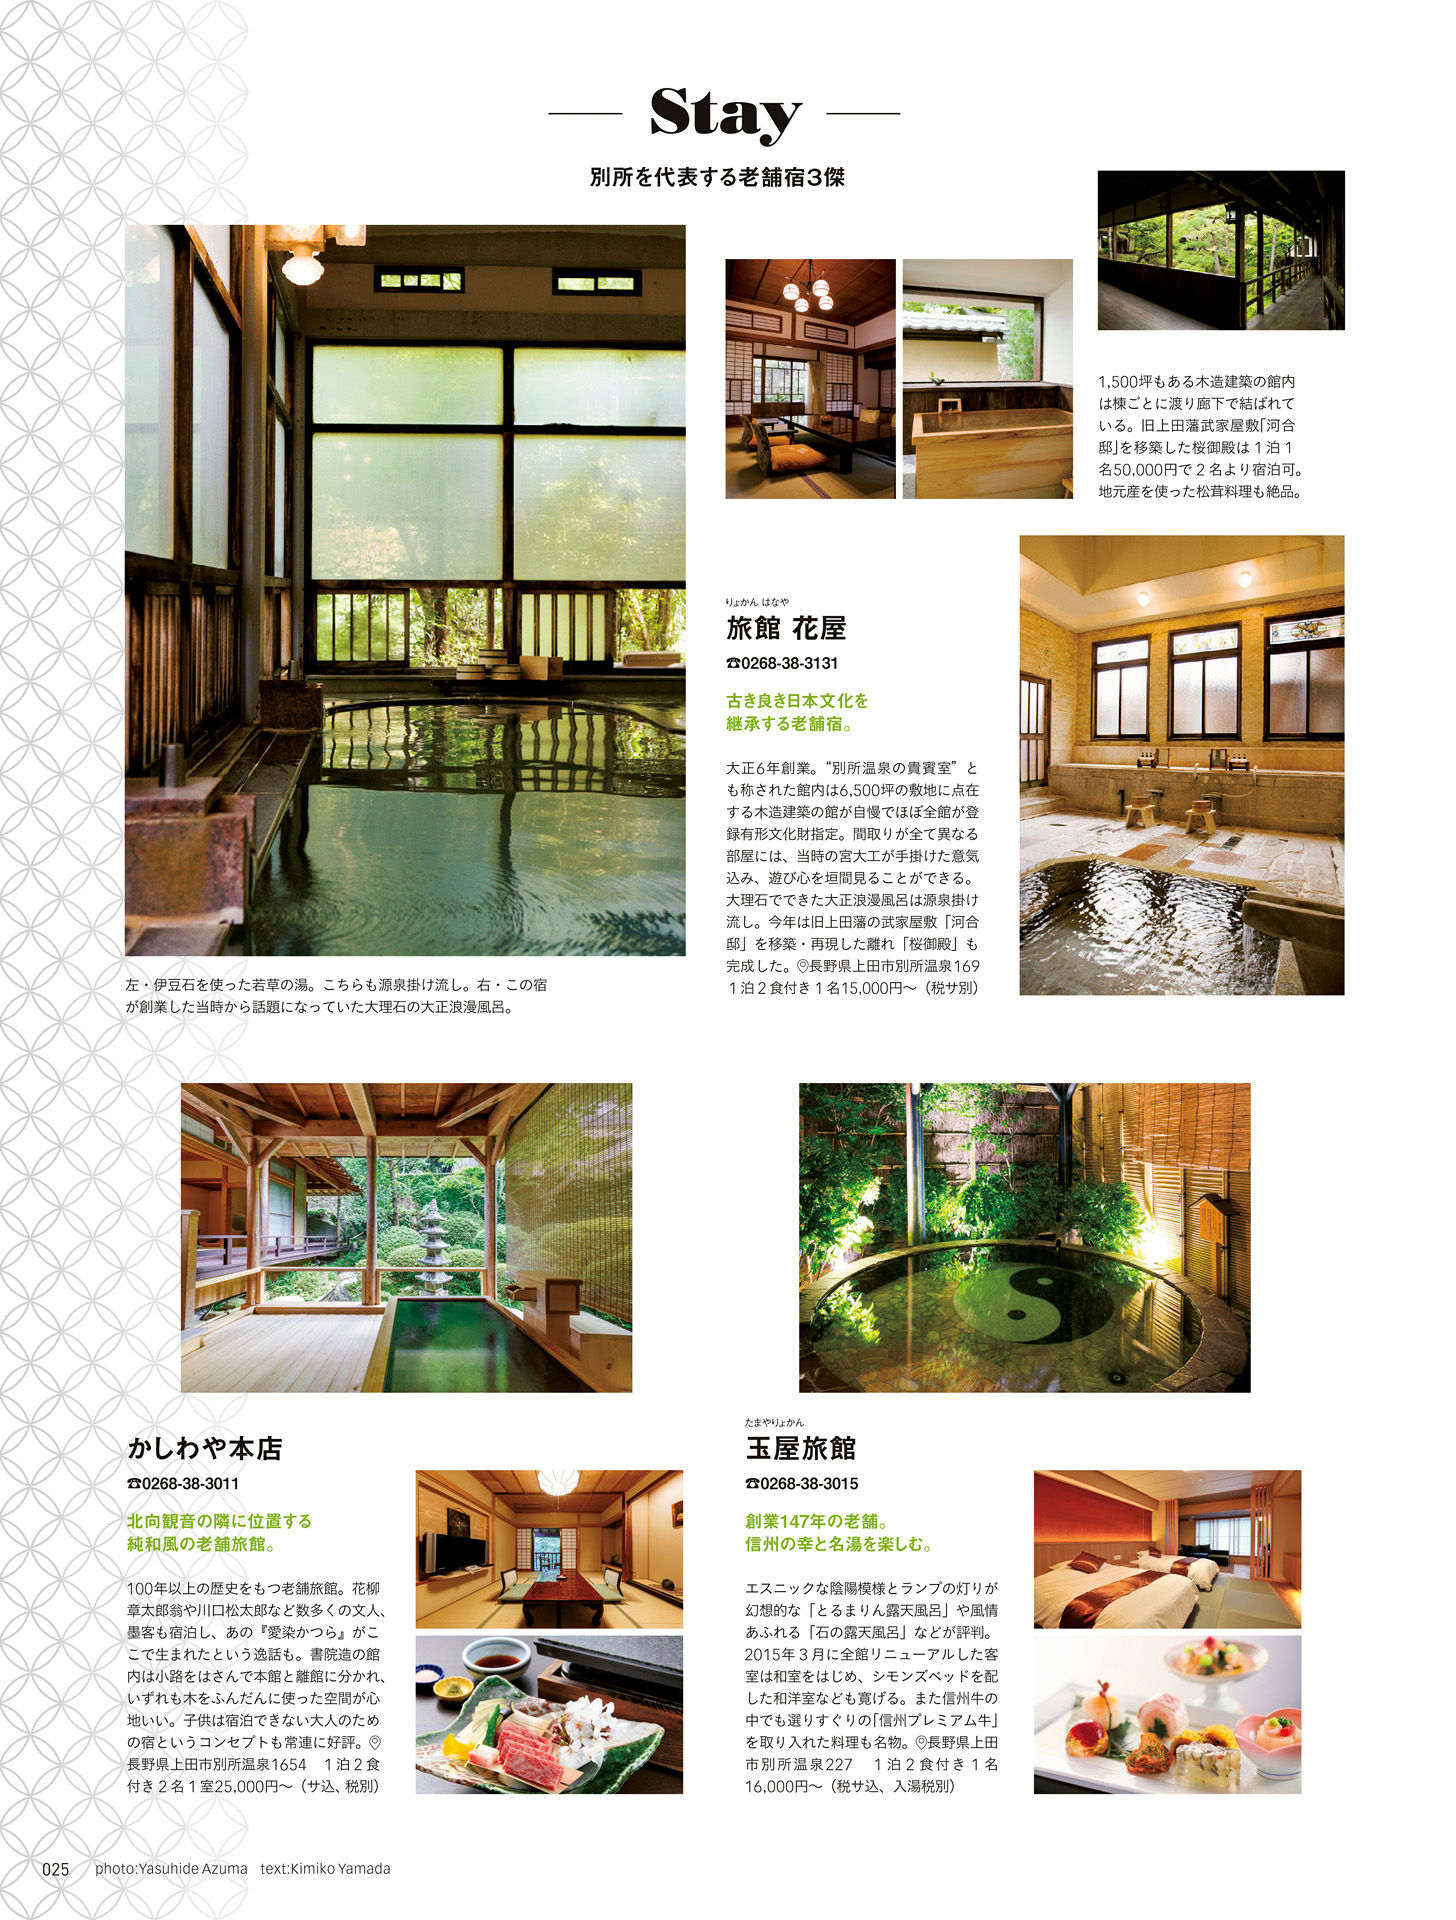 Stay
別所を代表する老舗宿3傑
1,500坪もある木造建築の館内
は棟ごとに渡り廊下で結ばれて
いる。旧上田藩武家屋敷「河合
邸」を移築した桜御殿は1泊1
名50,000円で2名より宿泊可。
地元産を使った松茸料理も絶品。
りょかん はなや
旅館 花屋
☎0268-38-3131
古き良き日本文化を
継承する老舗宿。
大正6年創業。“別所温泉の貴賓室”と
も称された館内は6,500坪の敷地に点在
する木造建築の館が自慢でほぼ全館が登
録有形文化財指定。間取りが全て異なる
部屋には、当時の宮大工が手掛けた意気
込み、遊び心を垣間見ることができる。
大理石でできた大正浪漫風呂は源泉掛け
流し。今年は旧上田藩の武家屋敷「河合
邸」を移築・再現した離れ「桜御殿」も
完成した。長野県上田市別所温泉169
1泊2食付き1名15,000円〜（税サ別）
左・伊豆石を使った若草の湯。こちらも源泉掛け流し。右・この宿
が創業した当時から話題になっていた大理石の大正浪漫風呂。
かしわや本店
☎0268-38-3011
北向観音の隣に位置する
純和風の老舗旅館。
100年以上の歴史をもつ老舗旅館。花柳
章太郎翁や川口松太郎など数多くの文人、
墨客も宿泊し、あの『愛染かつら』がこ
こで生まれたという逸話も。書院造の館
内は小路をはさんで本館と離館に分かれ、
いずれも木をふんだんに使った空間が心
地いい。子供は宿泊できない大人のため
の宿というコンセプトも常連に好評。
長野県上田市別所温泉1654　1泊2食
付き2名1室25,000円〜（サ込、税別）
たまやりょかん
玉屋旅館
☎0268-38-3015
創業147年の老舗。
信州の幸と名湯を楽しむ。
エスニックな陰陽模様とランプの灯りが
幻想的な「とるまりん露天風呂」や風情
あふれる「石の露天風呂」などが評判。
2015年3月に全館リニューアルした客
室は和室をはじめ、シモンズベッドを配
した和洋室なども寛げる。また信州牛の
中でも選りすぐりの「信州プレミアム牛」
を取り入れた料理も名物。長野県上田
市別所温泉227　1泊2食付き1名
16,000円〜（税サ込、入湯税別）
025　photo:Yasuhide Azuma　text:Kimiko Yamada